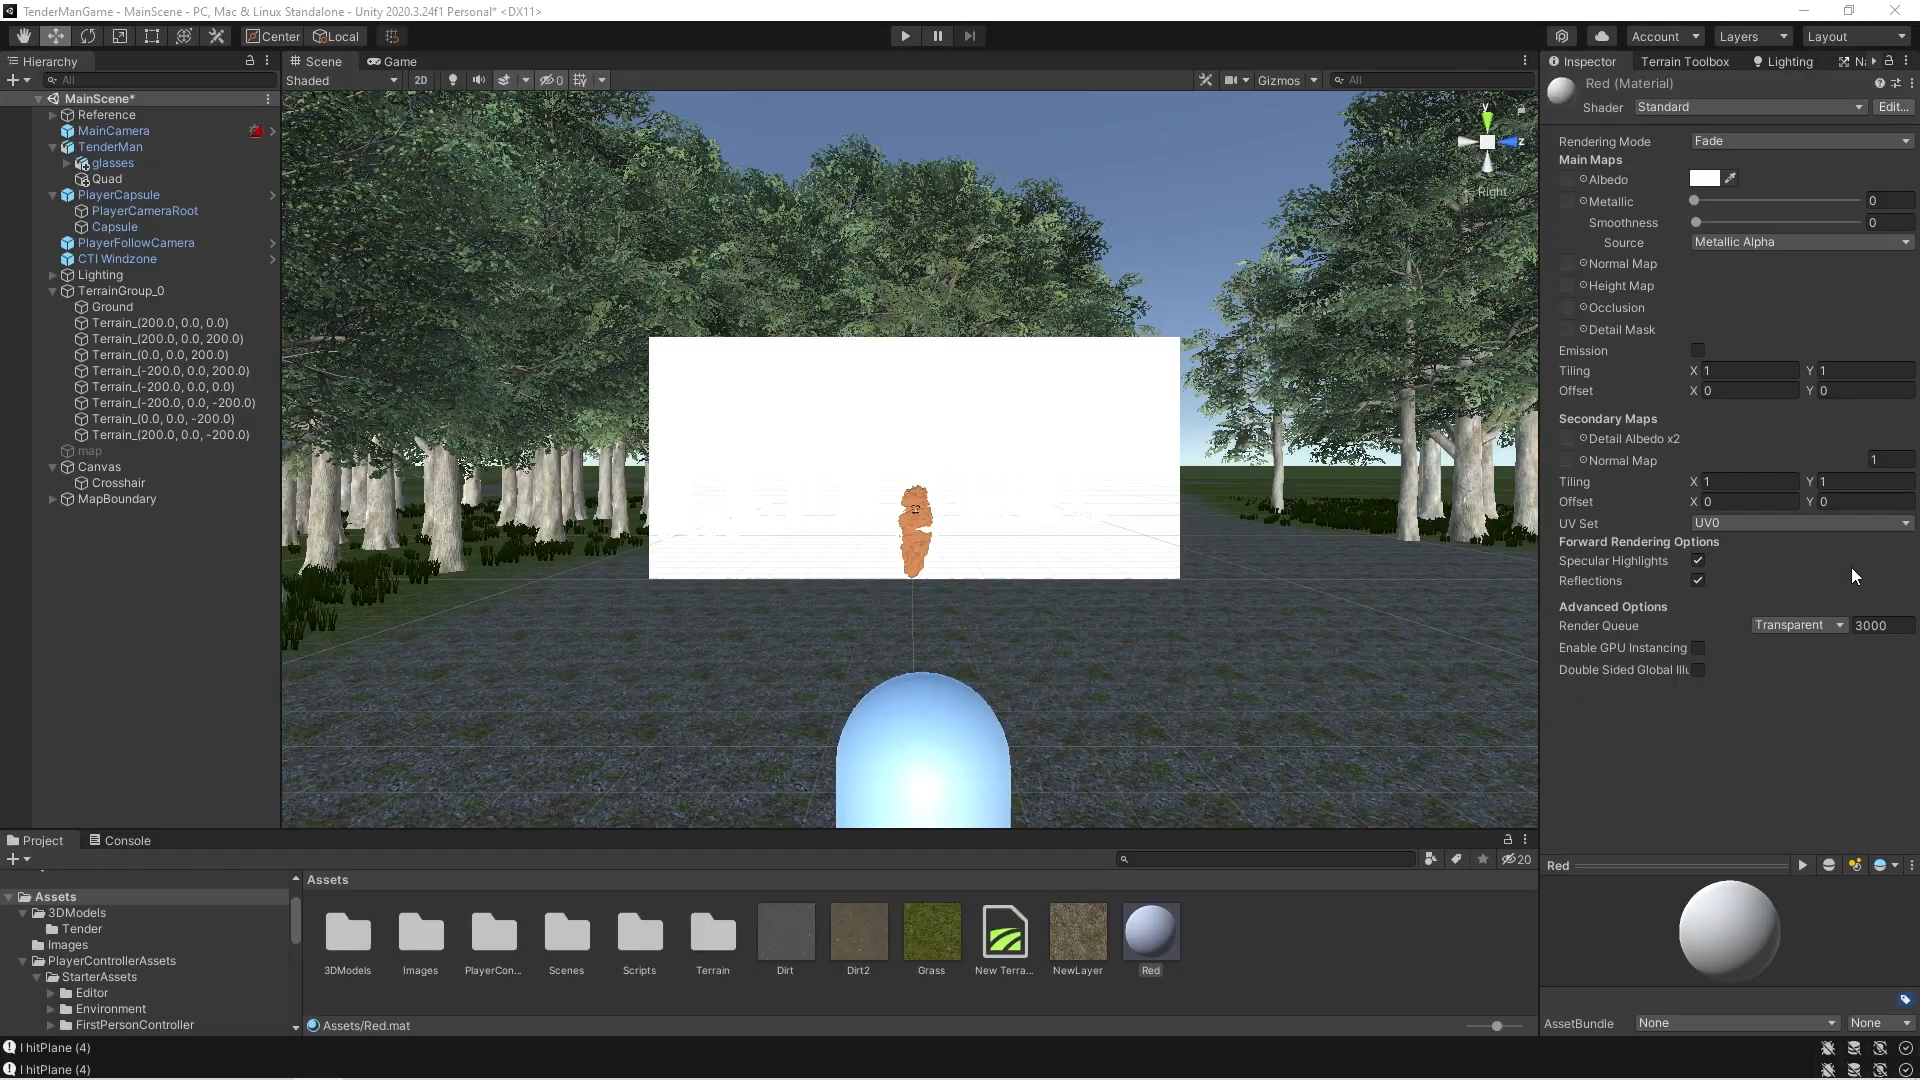 TenderManGame - MainScene - PC, Mac & Linux Standalone - Unity 2020.3.24f1 Personal* <DX11>
Center Local Account Layers Layout
Hierarchy
All
MainScene*
Reference
MainCamera
TenderMan
glasses
Quad
PlayerCapsule
PlayerCameraRoot
Capsule
PlayerFollowCamera
CTI Windzone
Lighting
TerrainGroup_0
Ground
Terrain_(200.0, 0.0, 0.0)
Terrain_(200.0, 0.0, 200.0)
Terrain_(0.0, 0.0, 200.0)
Terrain_(-200.0, 0.0, 200.0)
Terrain_(-200.0, 0.0, 0.0)
Terrain_(-200.0, 0.0, -200.0)
Terrain_(0.0, 0.0, -200.0)
Terrain_(200.0, 0.0, -200.0)
map
Canvas
Crosshair
MapBoundary
Scene Game
Shaded 2D 0 Gizmos All
y
z
Right
Inspector Terrain Toolbox Lighting Na
Red (Material)
Shader Standard Edit...
Rendering Mode Fade
Main Maps
Albedo
Metallic 0
Smoothness 0
Source Metallic Alpha
Normal Map
Height Map
Occlusion
Detail Mask
Emission
Tiling X 1 Y 1
Offset X 0 Y 0
Secondary Maps
Detail Albedo x2
Normal Map 1
Tiling X 1 Y 1
Offset X 0 Y 0
UV Set UV0
Forward Rendering Options
Specular Highlights
Reflections
Advanced Options
Render Queue Transparent 3000
Enable GPU Instancing
Double Sided Global Illu
Project Console
20
Assets
3DModels
Tender
Images
PlayerControllerAssets
StarterAssets
Editor
Environment
FirstPersonController
Assets
3DModels Images PlayerCon... Scenes Scripts Terrain Dirt Dirt2 Grass New Terra... NewLayer Red
Assets/Red.mat
Red
AssetBundle None None
I hitPlane (4)
I hitPlane (4)